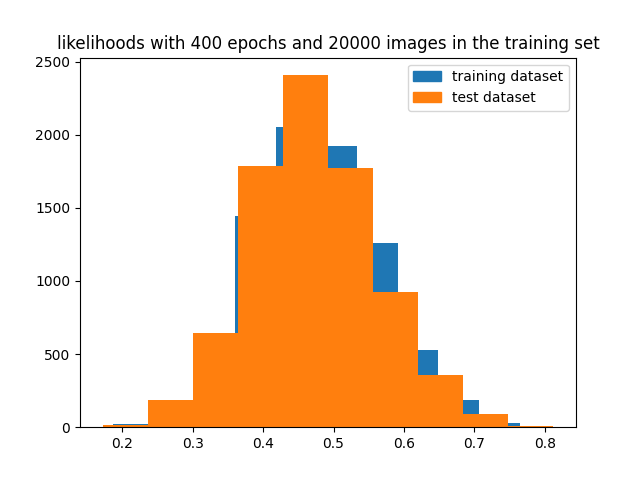 likelihoods with 400 epochs and 20000 images in the training set
training dataset
test dataset
2500
2000
1500
1000
500
0
0.2 0.3 0.4 0.5 0.6 0.7 0.8